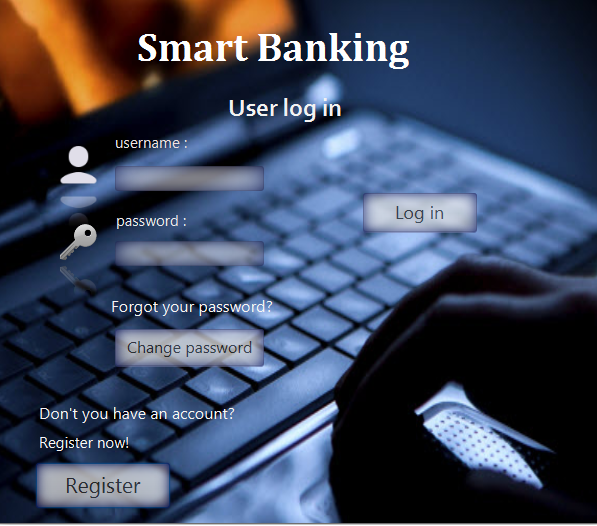 Smart Banking
User log in
username :
password :
Log in
Forgot your password?
Change password
Don't you have an account?
Register now!
Register